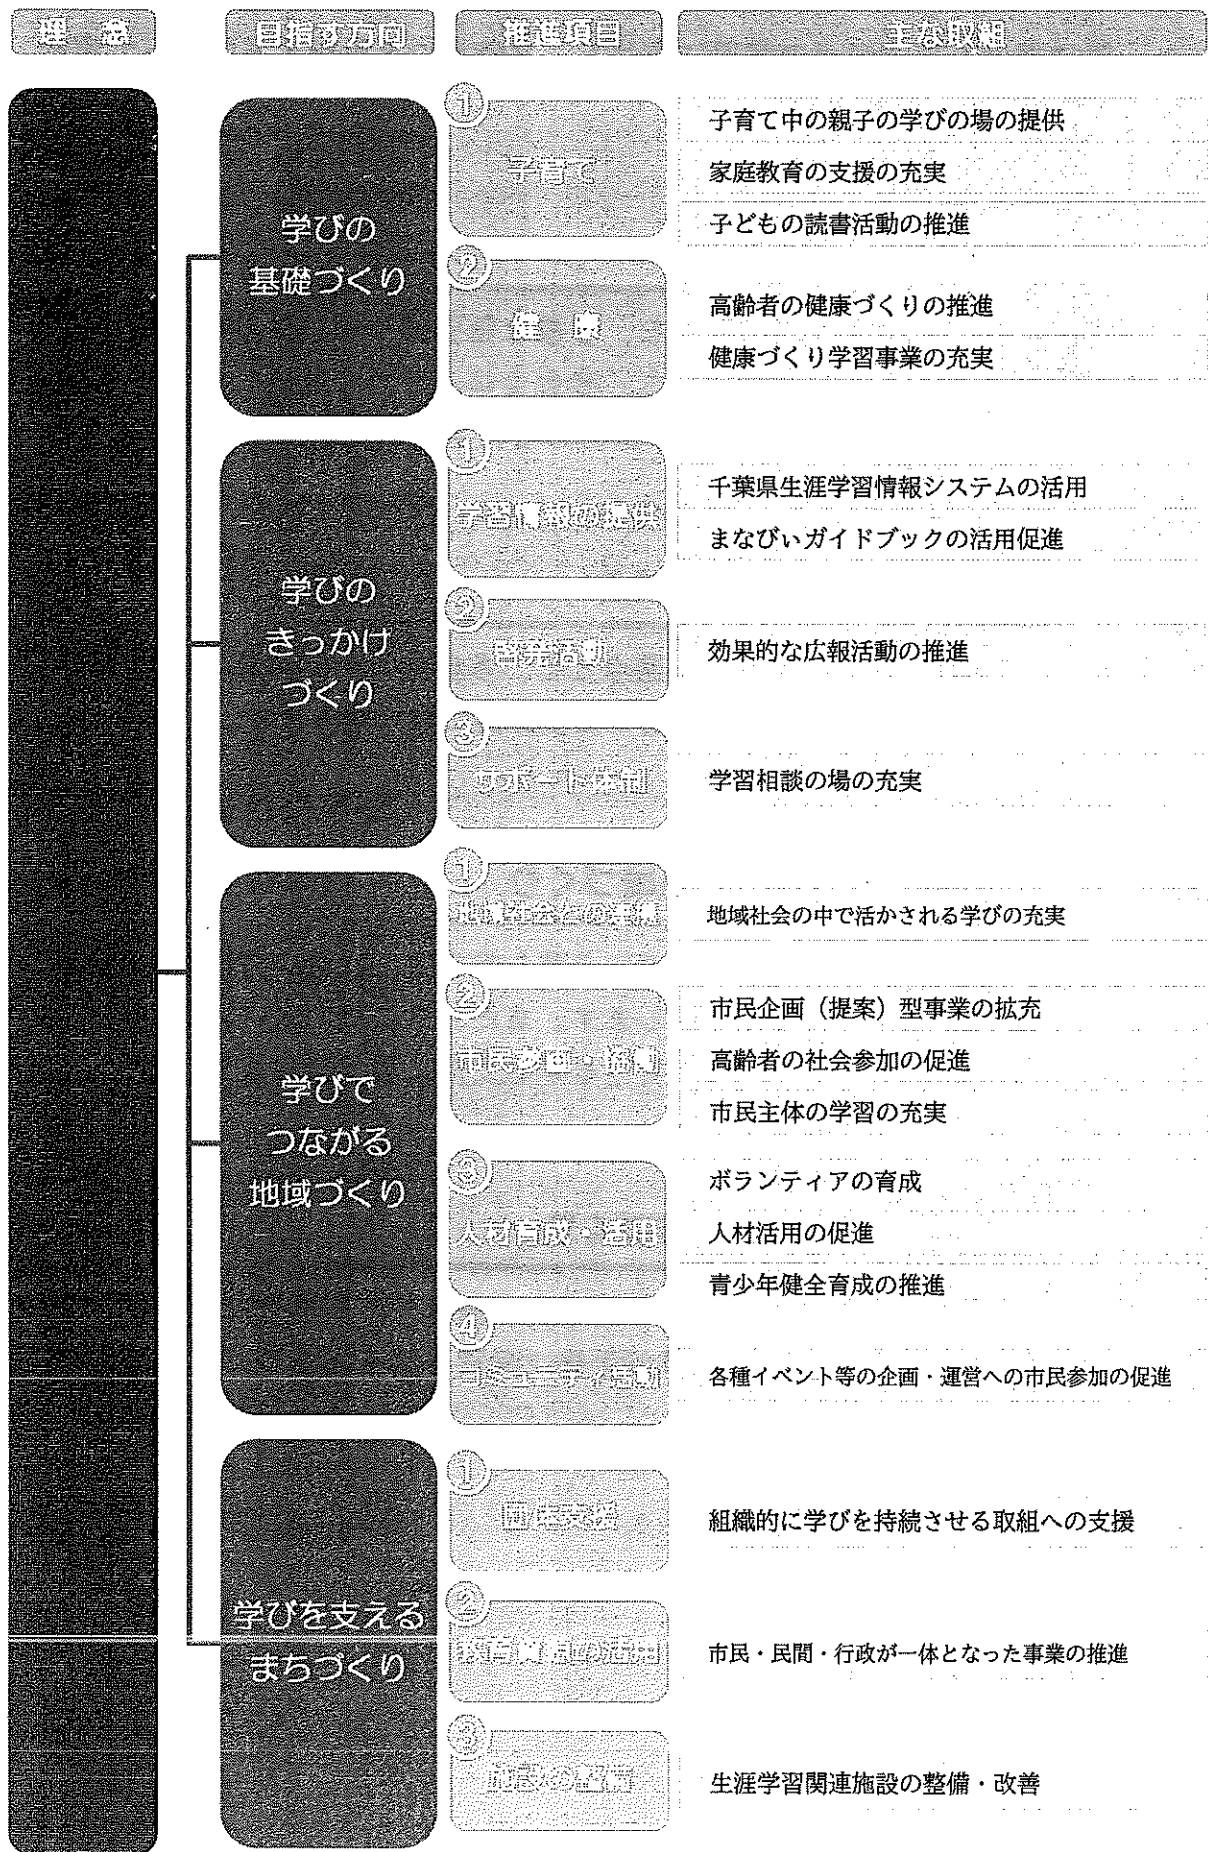 理 念
目指す方向
推進項目
主な取組
学びの
基礎づくり
①
子育て
子育て中の親子の学びの場の提供
家庭教育の支援の充実
子どもの読書活動の推進
②
健 康
高齢者の健康づくりの推進
健康づくり学習事業の充実
学びの
きっかけ
づくり
①
学習情報の提供
千葉県生涯学習情報システムの活用
まなびぃガイドブックの活用促進
②
啓発活動
効果的な広報活動の推進
③
サポート体制
学習相談の場の充実
学びで
つながる
地域づくり
①
地域社会との連携
地域社会の中で活かされる学びの充実
②
市民参画・協働
市民企画（提案）型事業の拡充
高齢者の社会参加の促進
市民主体の学習の充実
③
人材育成・活用
ボランティアの育成
人材活用の促進
青少年健全育成の推進
④
コミュニティ活動
各種イベント等の企画・運営への市民参加の促進
学びを支える
まちづくり
①
団体支援
組織的に学びを持続させる取組への支援
②
教育資源の活用
市民・民間・行政が一体となった事業の推進
③
施設の整備
生涯学習関連施設の整備・改善